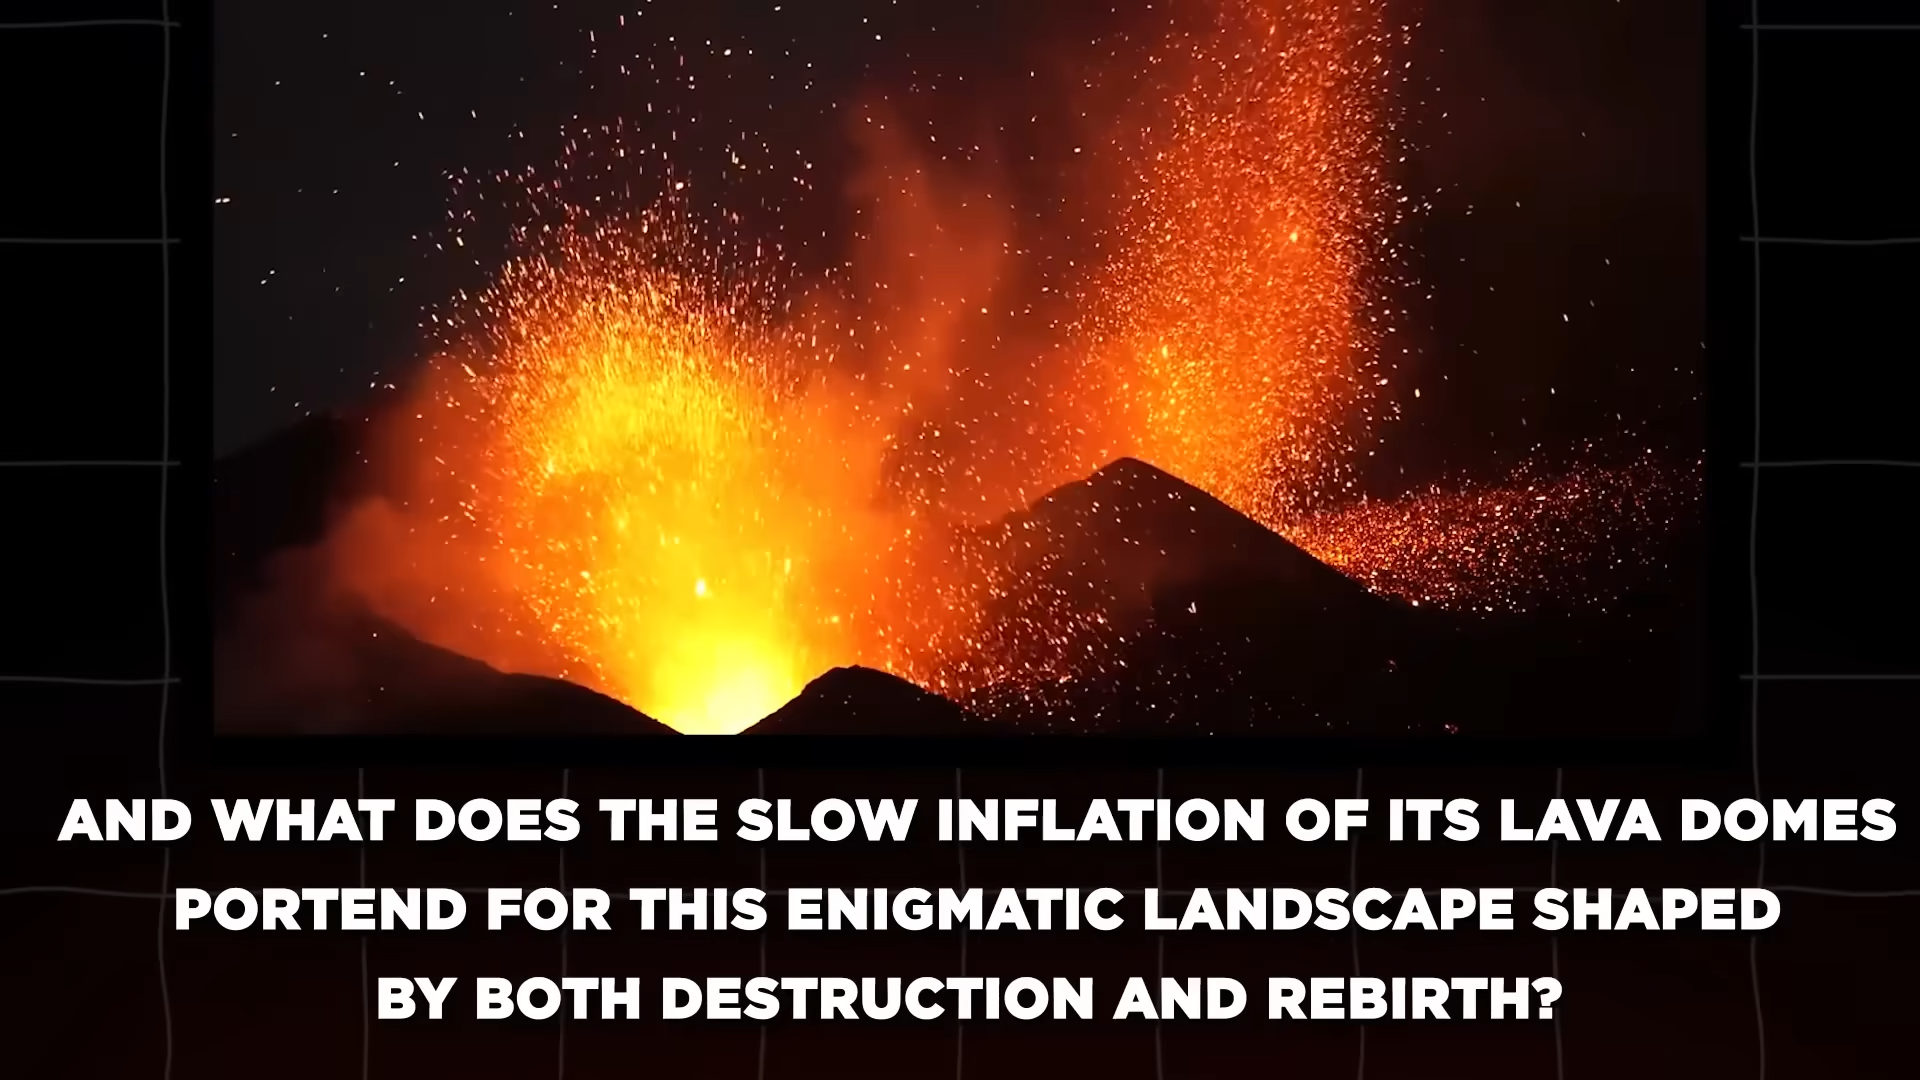 AND WHAT DOES THE SLOW INFLATION OF ITS LAVA DOMES
PORTEND FOR THIS ENIGMATIC LANDSCAPE SHAPED
BY BOTH DESTRUCTION AND REBIRTH?